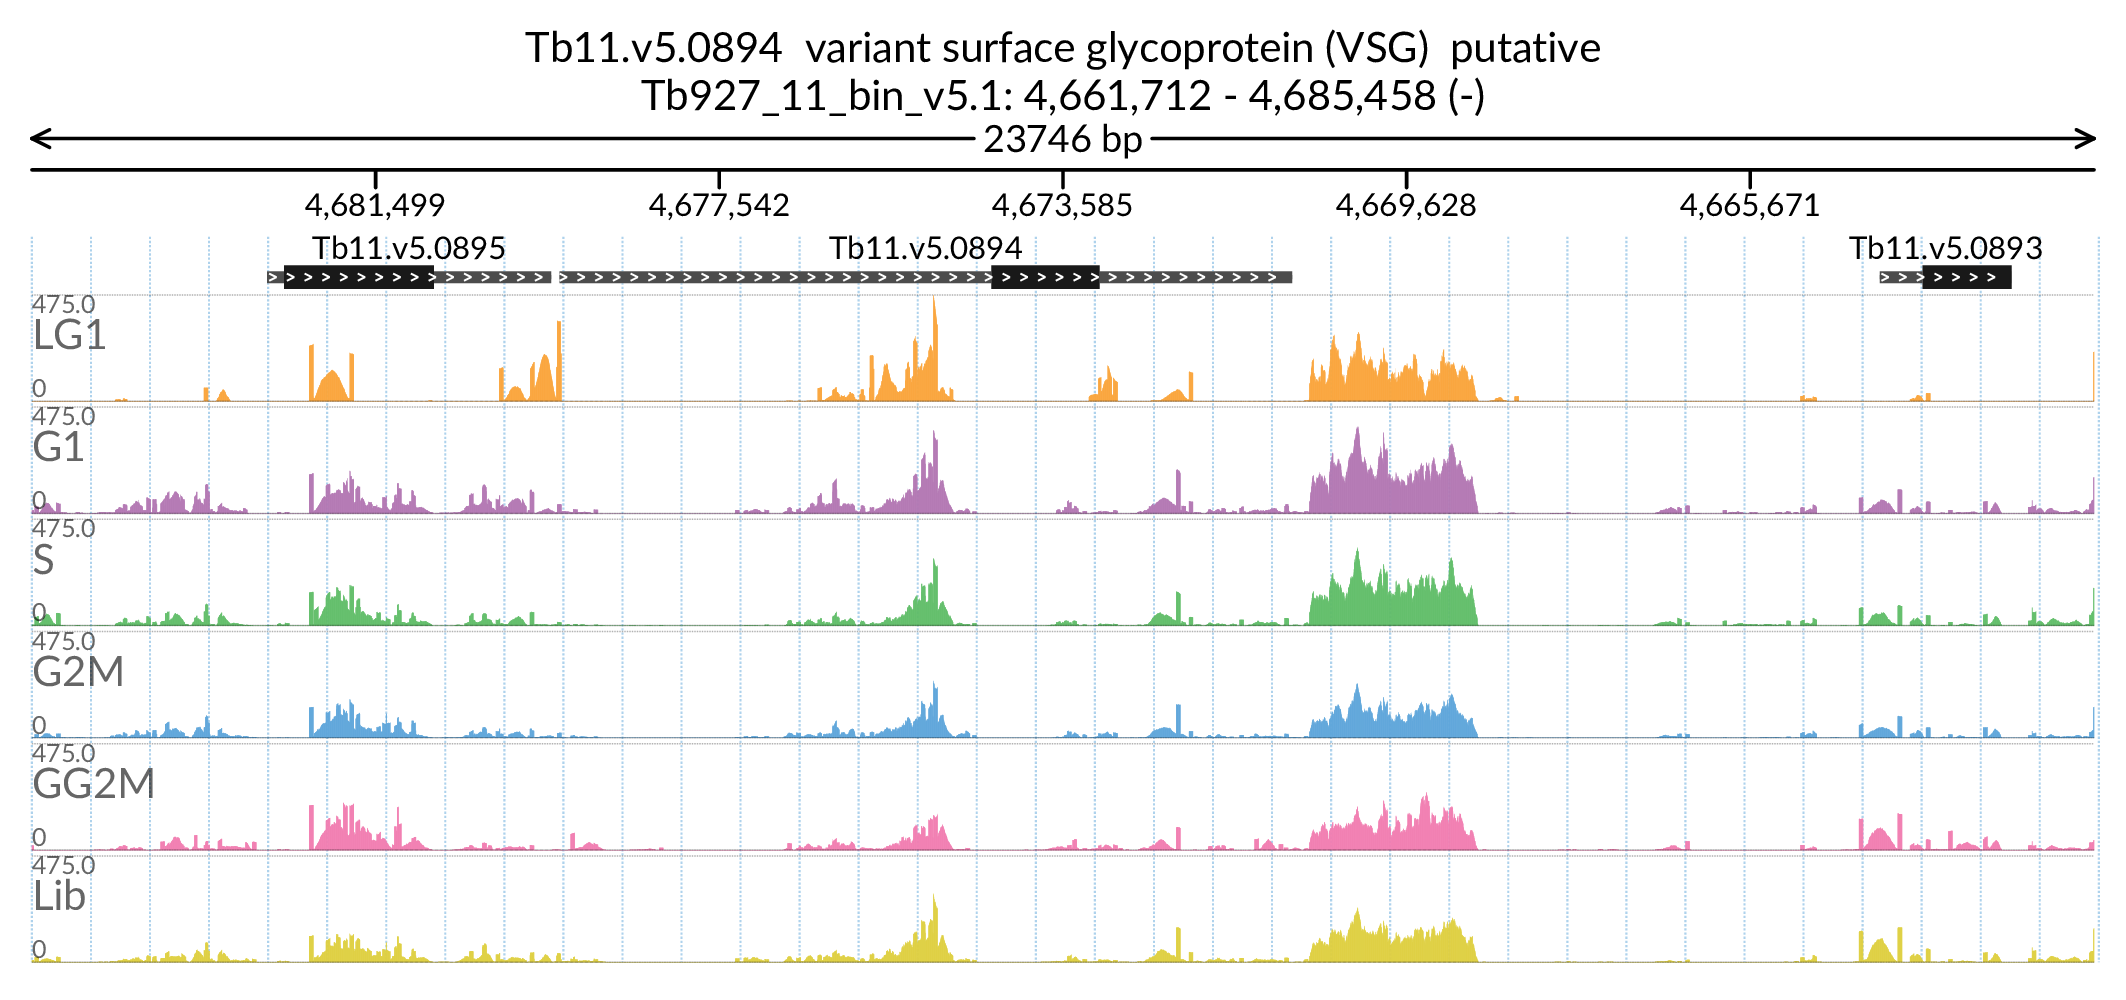 Tb11.v5.0894  variant surface glycoprotein (VSG)  putative
Tb927_11_bin_v5.1: 4,661,712 - 4,685,458 (-)
23746 bp
4,681,499 4,677,542 4,673,585 4,669,628 4,665,671
Tb11.v5.0895 Tb11.v5.0894 Tb11.v5.0893
475.0
LG1
0
475.0
G1
0
475.0
S
0
475.0
G2M
0
475.0
GG2M
0
475.0
Lib
0